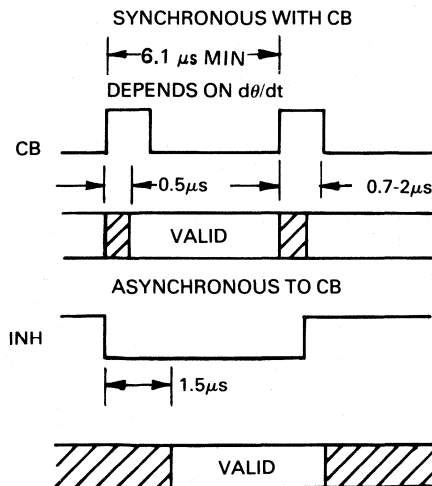 SYNCHRONOUS WITH CB
6.1 μs MIN
DEPENDS ON dθ/dt
CB
0.5μs
0.7-2μs
VALID
ASYNCHRONOUS TO CB
INH
1.5μs
VALID